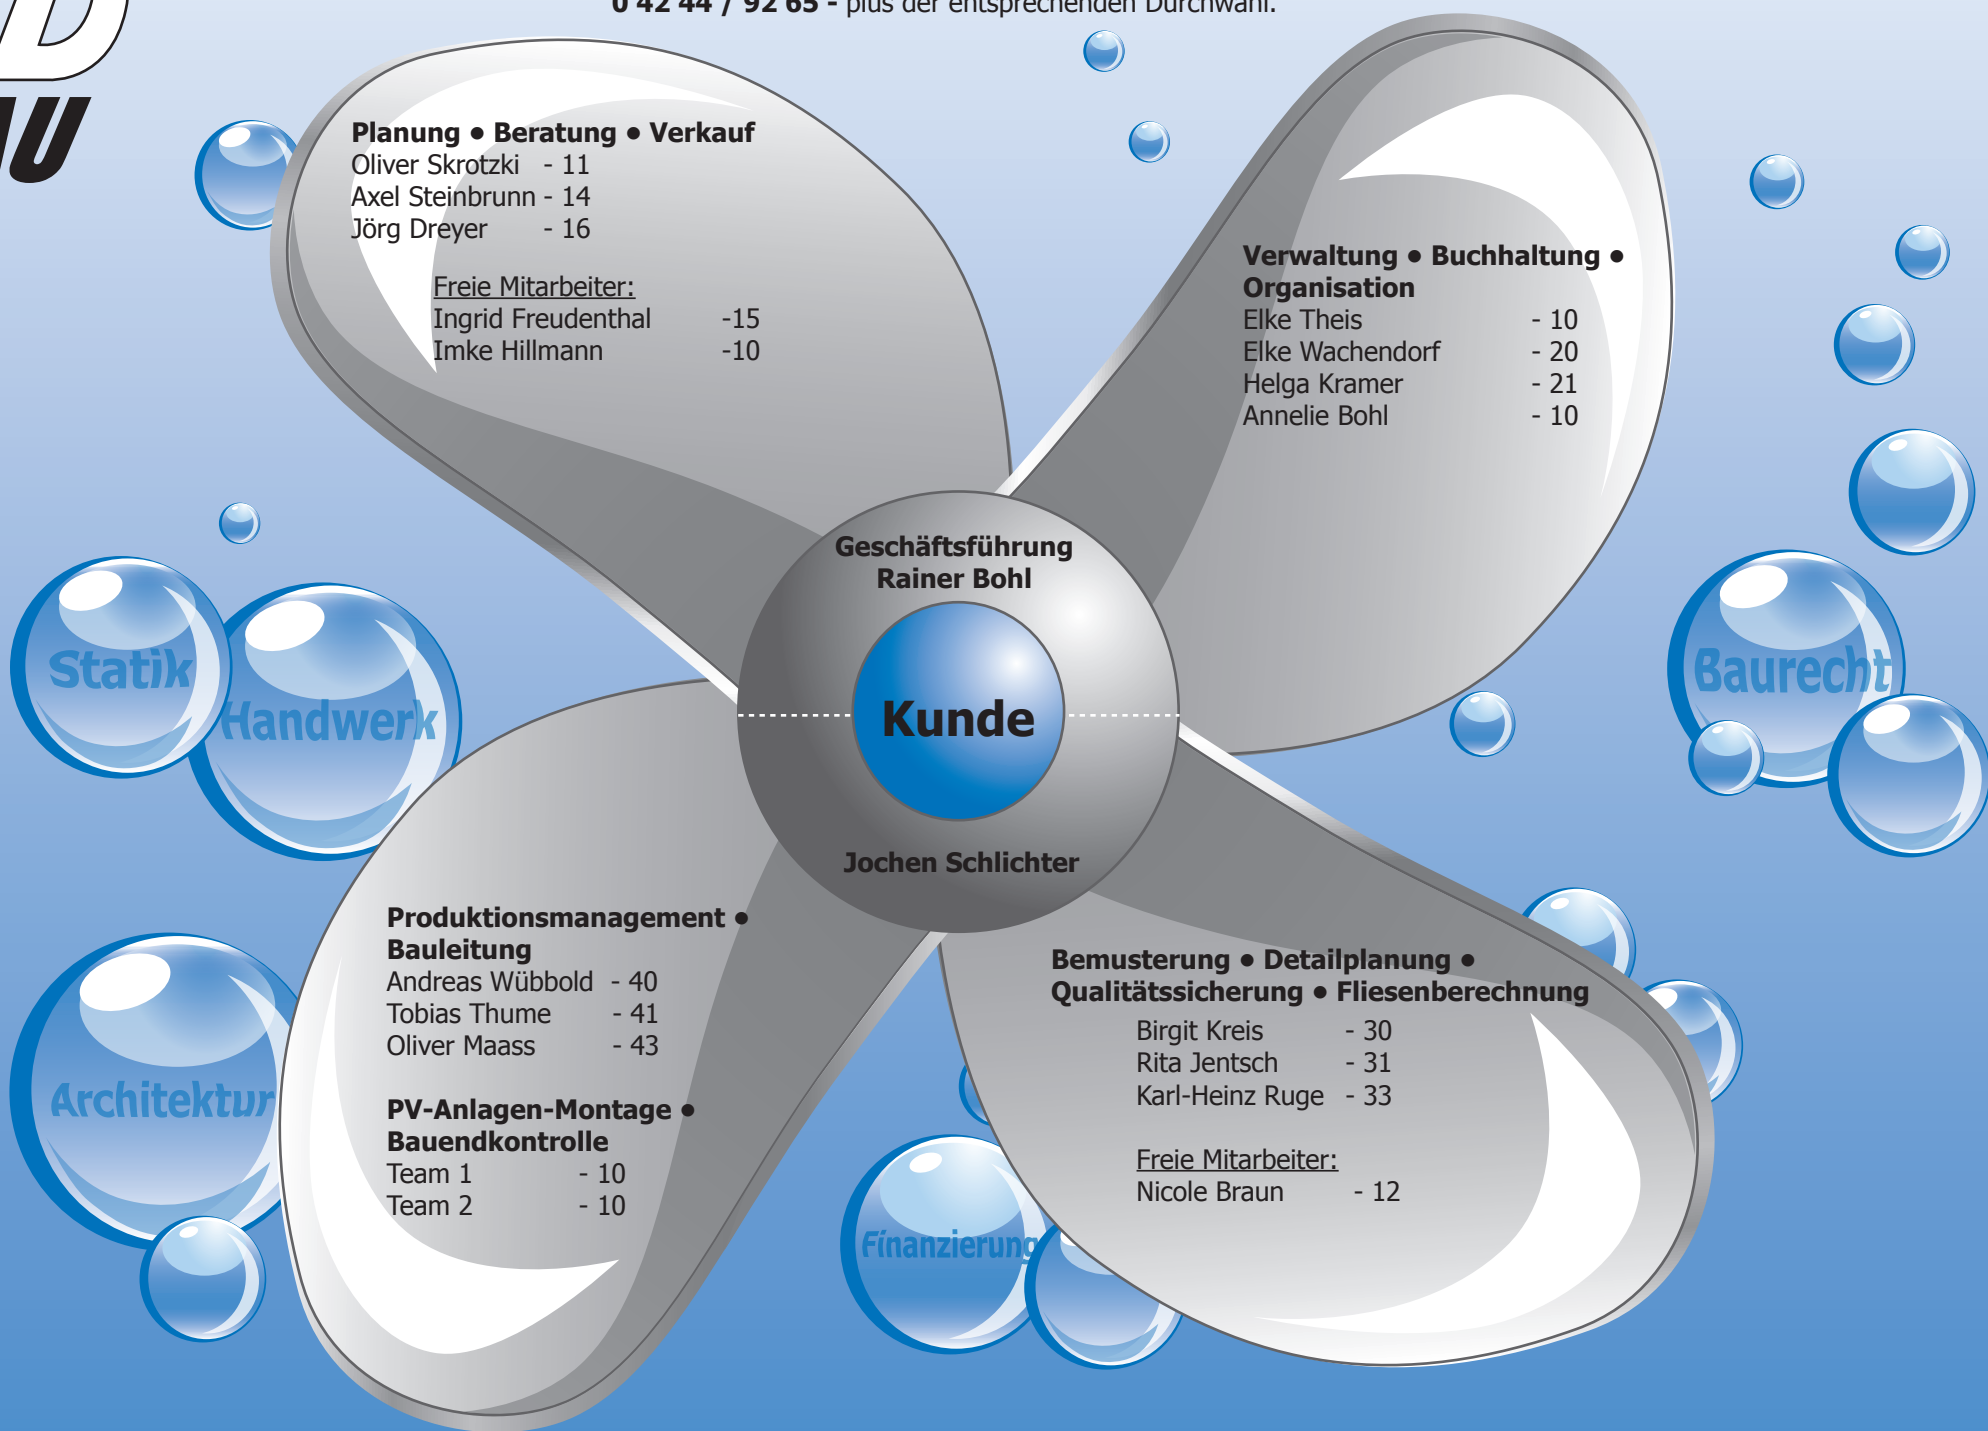 0 42 44 / 92 65 - plus der entsprechenden Durchwahl.
Planung • Beratung • Verkauf
Oliver Skrotzki - 11
Axel Steinbrunn - 14
Jörg Dreyer - 16
Freie Mitarbeiter:
Ingrid Freudenthal -15
Imke Hillmann -10
Verwaltung • Buchhaltung •
Organisation
Elke Theis - 10
Elke Wachendorf - 20
Helga Kramer - 21
Annelie Bohl - 10
Geschäftsführung
Rainer Bohl
Kunde
Jochen Schlichter
Statik
Handwerk
Baurecht
Produktionsmanagement •
Bauleitung
Andreas Wübbold - 40
Tobias Thume - 41
Oliver Maass - 43
PV-Anlagen-Montage •
Bauendkontrolle
Team 1 - 10
Team 2 - 10
Bemusterung • Detailplanung •
Qualitätssicherung • Fliesenberechnung
Birgit Kreis - 30
Rita Jentsch - 31
Karl-Heinz Ruge - 33
Freie Mitarbeiter:
Nicole Braun - 12
Architektur
Finanzierung